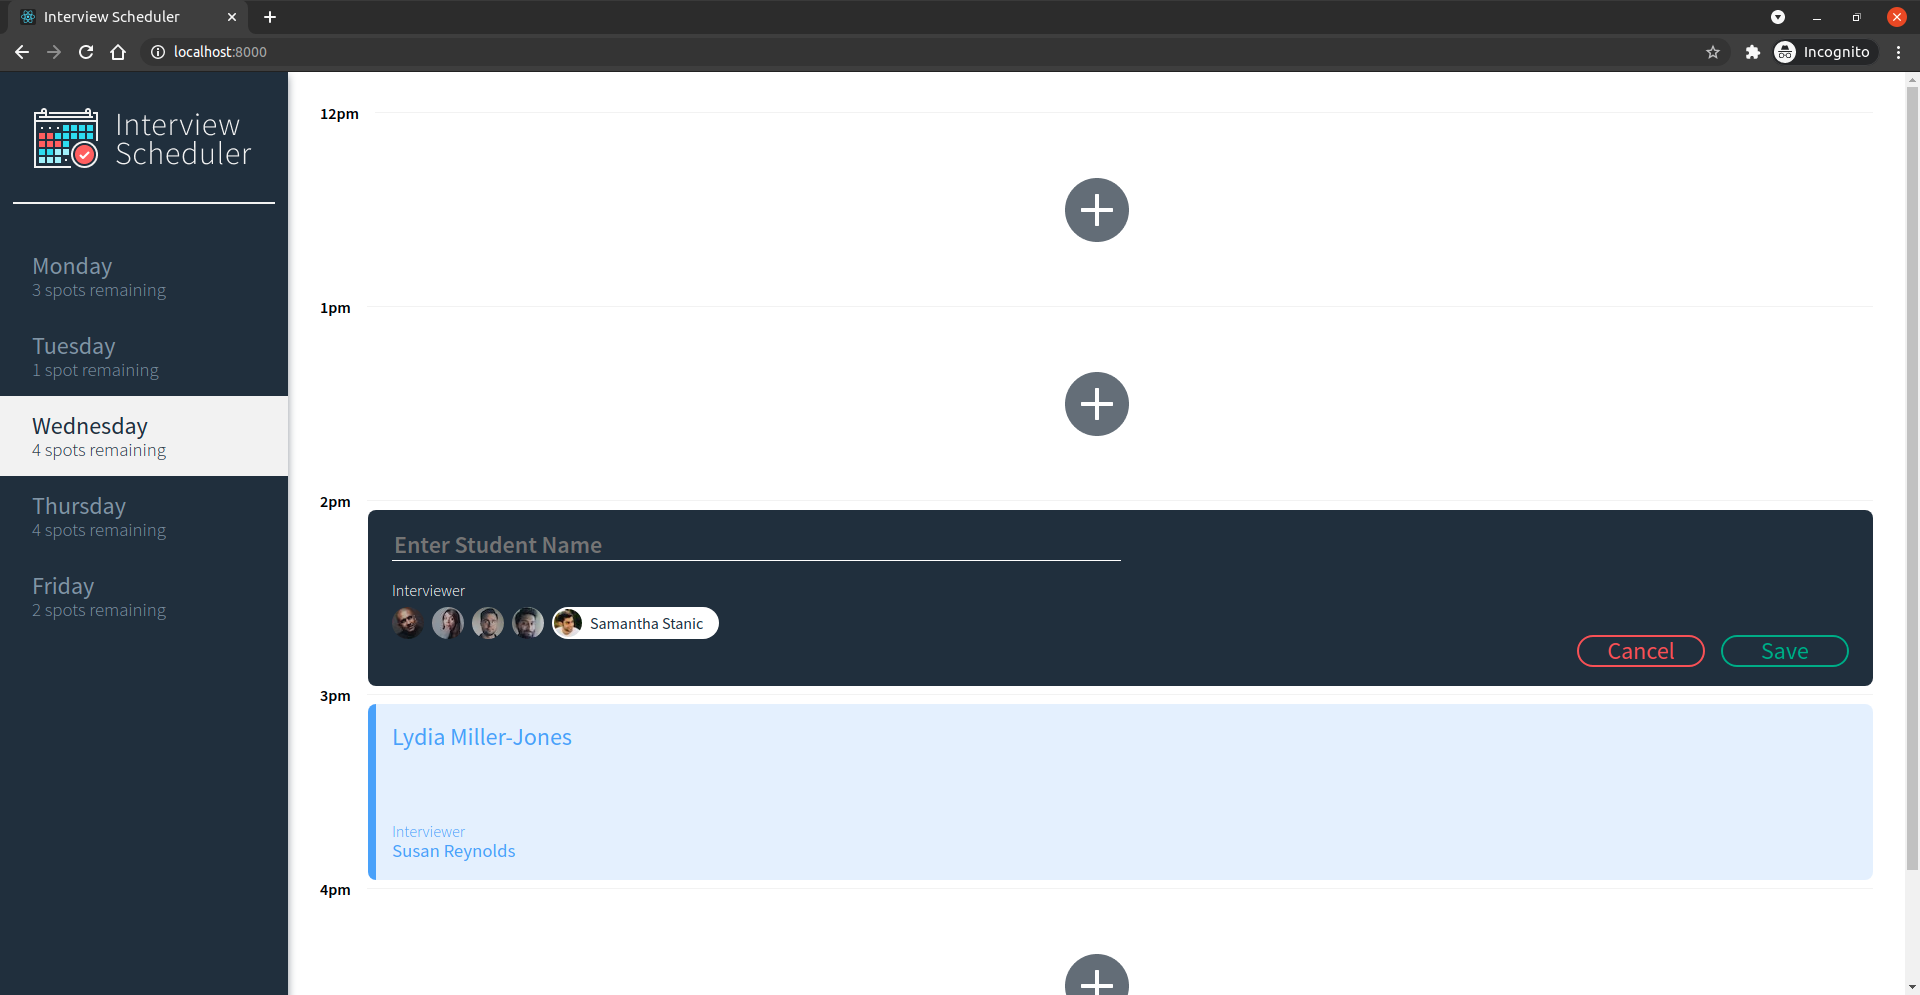 Interview Scheduler
localhost:8000
Incognito
Interview
Scheduler
Monday
3 spots remaining
Tuesday
1 spot remaining
Wednesday
4 spots remaining
Thursday
4 spots remaining
Friday
2 spots remaining
12pm
1pm
2pm
Enter Student Name
Interviewer
Samantha Stanic
Cancel
Save
3pm
Lydia Miller-Jones
Interviewer
Susan Reynolds
4pm